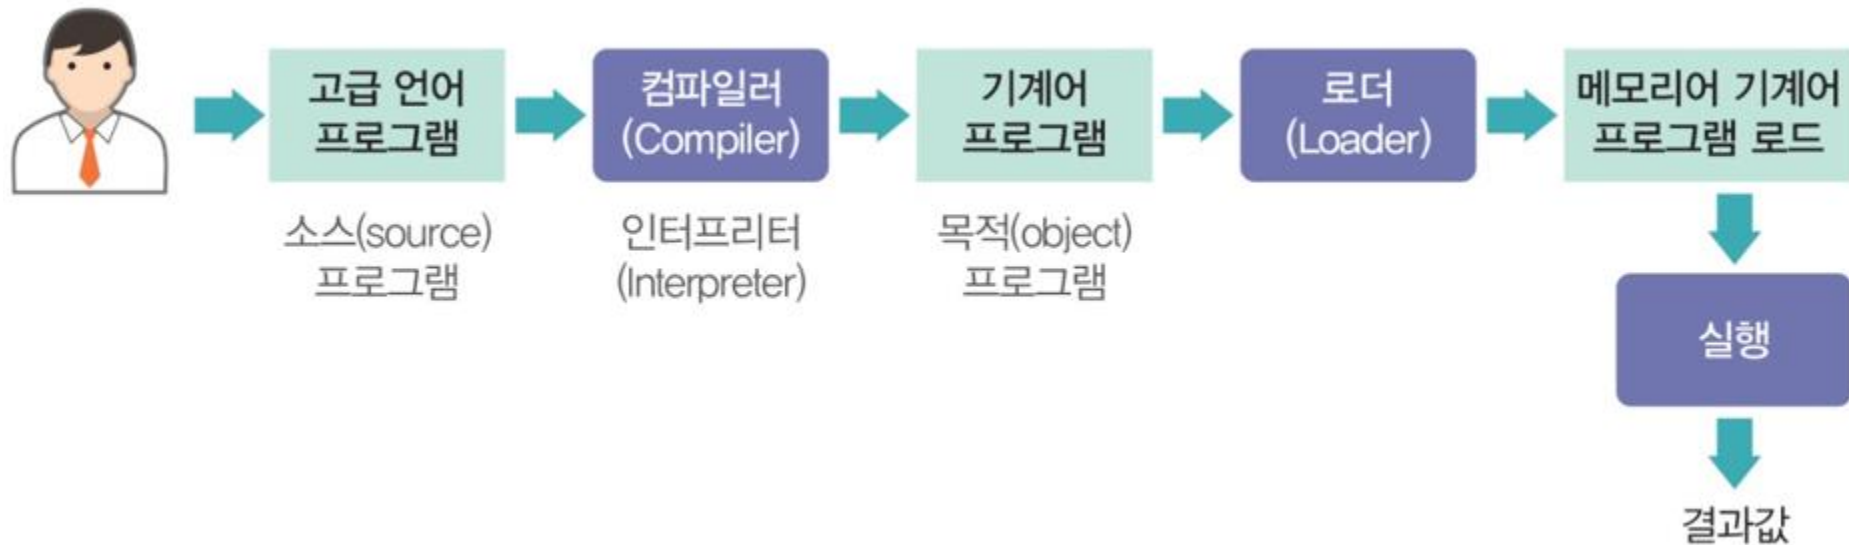 고급 언어
프로그램
컴파일러
(Compiler)
기계어
프로그램
로더
(Loader)
메모리어 기계어
프로그램 로드
소스(source)
프로그램
인터프리터
(Interpreter)
목적(object)
프로그램
실행
결과값